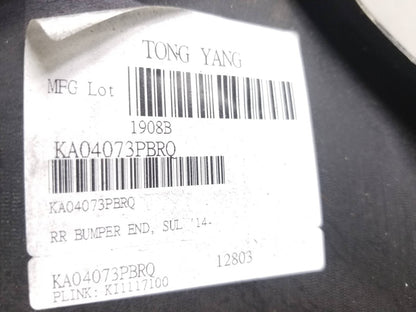 TONG YANG
MFG Lot
1908B
KA04073PBRQ
KA04073PBRQ
RR BUMPER END, SUL '14-
KA04073PBRQ 12803
PLINK: KI1117100